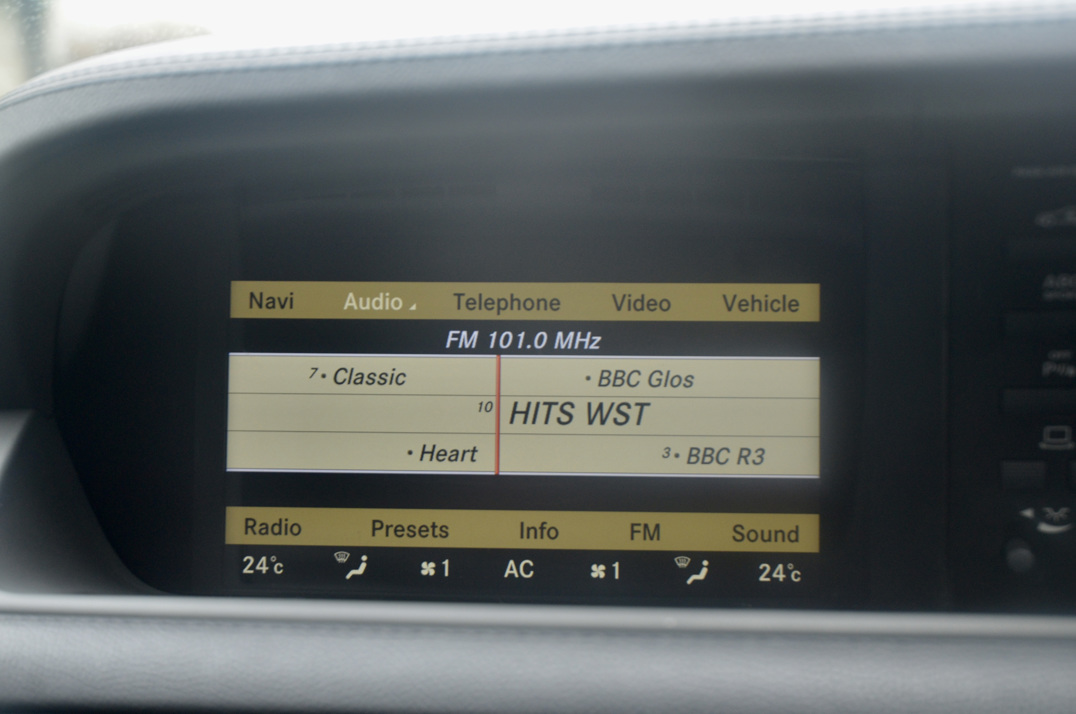 Navi Audio Telephone Video Vehicle
FM 101.0 MHz
7• Classic • BBC Glos
10 HITS WST
• Heart 3• BBC R3
Radio Presets Info FM Sound
24°C 1 AC 1 24°C